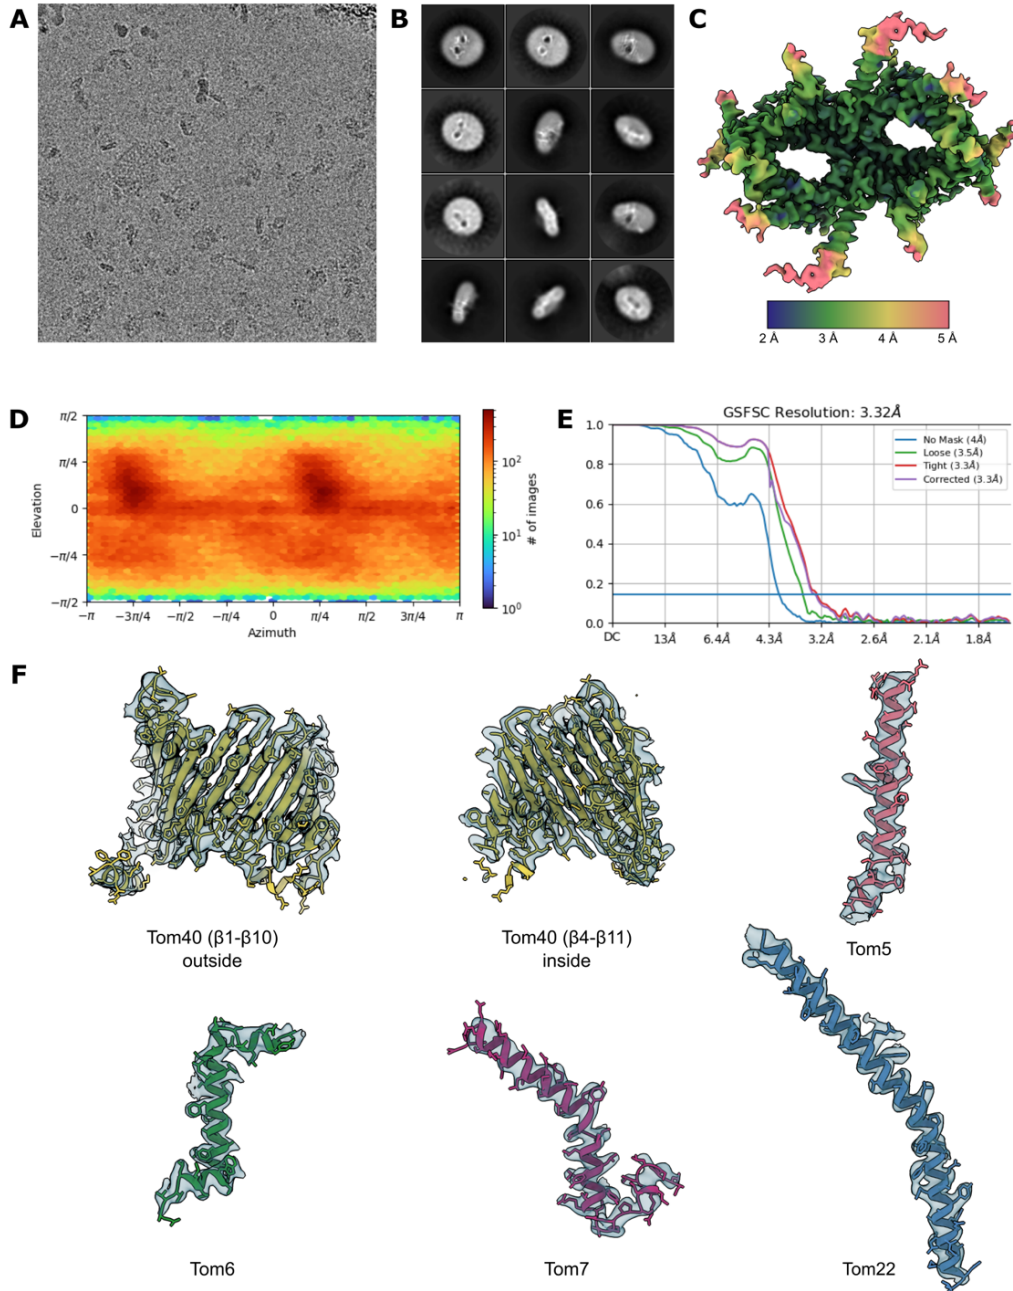 A
B
C
2 Å 3 Å 4 Å 5 Å
D
π/2
π/4
0
−π/4
−π/2
Elevation
−π −3π/4 −π/2 −π/4 0 π/4 π/2 3π/4 π
Azimuth
10²
10¹
10⁰
# of images
E
GSFSC Resolution: 3.32Å
1.0
0.8
0.6
0.4
0.2
0.0
DC 13Å 6.4Å 4.3Å 3.2Å 2.6Å 2.1Å 1.8Å
No Mask (4Å)
Loose (3.5Å)
Tight (3.3Å)
Corrected (3.3Å)
F
Tom40 (β1-β10)
outside
Tom40 (β4-β11)
inside
Tom5
Tom6
Tom7
Tom22